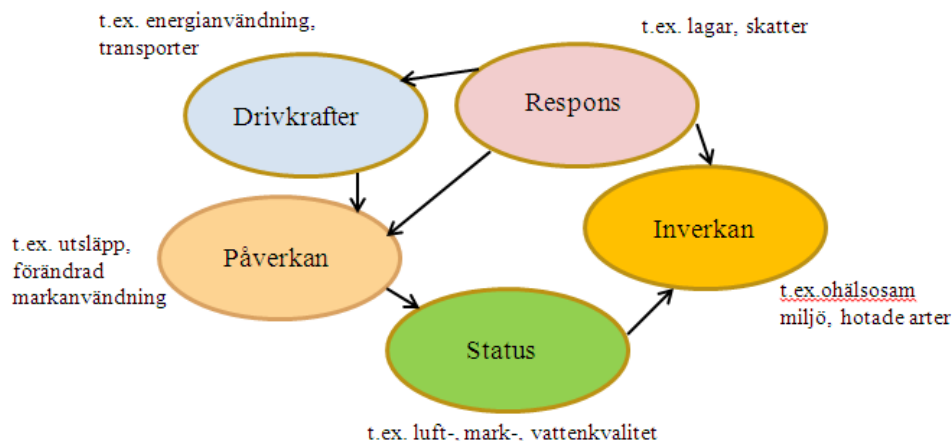 t.ex. energianvändning,
transporter
t.ex. lagar, skatter
Drivkrafter
Respons
Påverkan
Inverkan
t.ex. utsläpp,
förändrad
markanvändning
t.ex.ohälsosam
miljö, hotade arter
Status
t.ex. luft-, mark-, vattenkvalitet